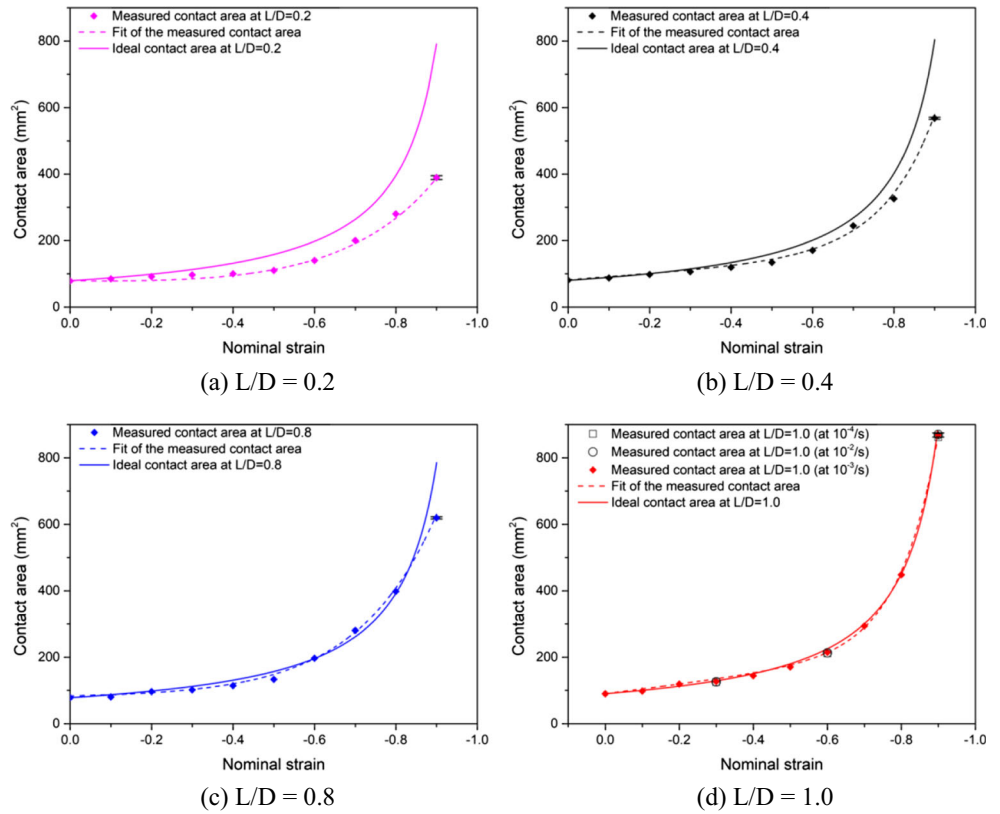 Measured contact area at L/D=0.2
Fit of the measured contact area
Ideal contact area at L/D=0.2
800
600
400
200
0
Contact area (mm²)
0.0 -0.2 -0.4 -0.6 -0.8 -1.0
Nominal strain
(a) L/D = 0.2
Measured contact area at L/D=0.4
Fit of the measured contact area
Ideal contact area at L/D=0.4
800
600
400
200
0
Contact area (mm²)
0.0 -0.2 -0.4 -0.6 -0.8 -1.0
Nominal strain
(b) L/D = 0.4
Measured contact area at L/D=0.8
Fit of the measured contact area
Ideal contact area at L/D=0.8
800
600
400
200
0
Contact area (mm²)
0.0 -0.2 -0.4 -0.6 -0.8 -1.0
Nominal strain
(c) L/D = 0.8
Measured contact area at L/D=1.0 (at 10⁻⁴/s)
Measured contact area at L/D=1.0 (at 10⁻²/s)
Measured contact area at L/D=1.0 (at 10⁻³/s)
Fit of the measured contact area
Ideal contact area at L/D=1.0
800
600
400
200
0
Contact area (mm²)
0.0 -0.2 -0.4 -0.6 -0.8 -1.0
Nominal strain
(d) L/D = 1.0